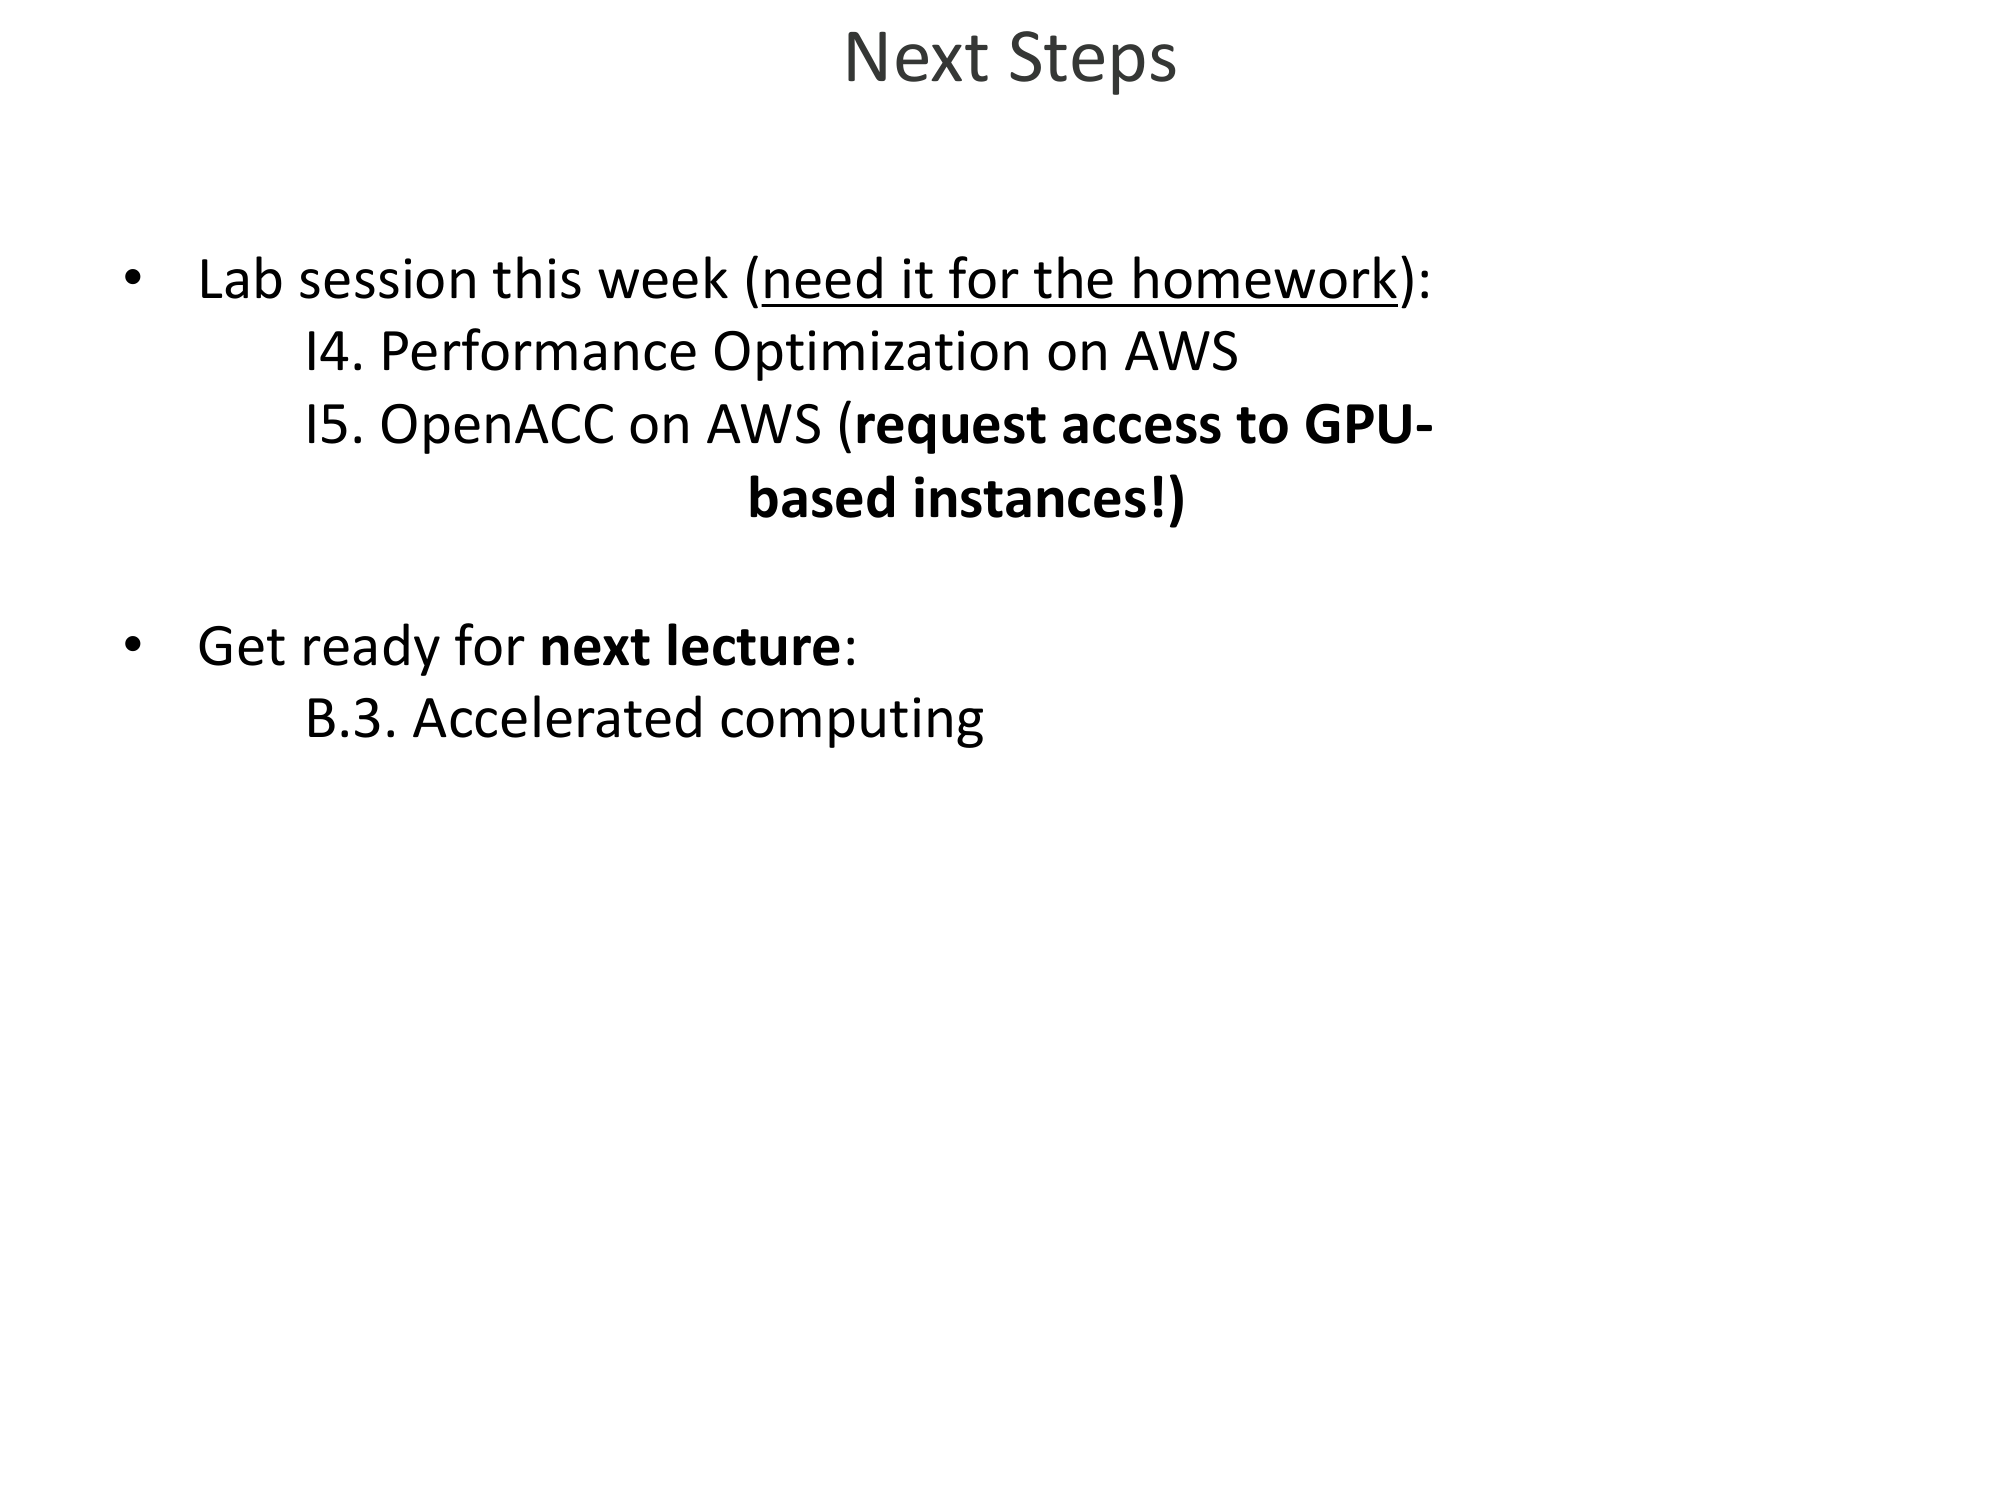 Next Steps
• Lab session this week (need it for the homework):
I4. Performance Optimization on AWS
I5. OpenACC on AWS (request access to GPU-
based instances!)
• Get ready for next lecture:
B.3. Accelerated computing